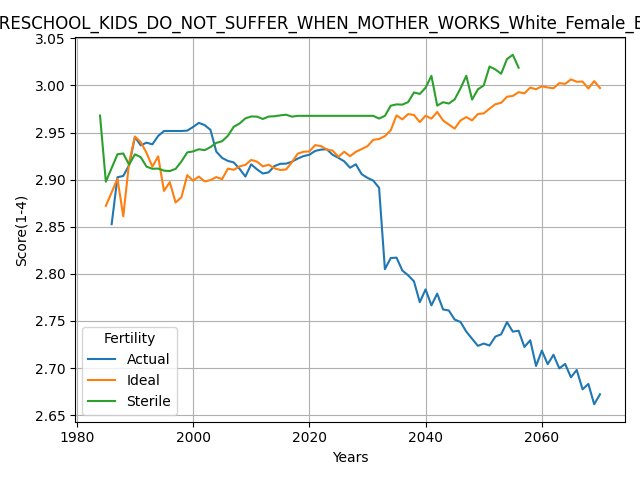 RESCHOOL_KIDS_DO_NOT_SUFFER_WHEN_MOTHER_WORKS_White_Female_E
3.05
3.00
2.95
2.90
2.85
2.80
2.75
2.70
2.65
Score(1-4)
Fertility
Actual
Ideal
Sterile
1980
2000
2020
2040
2060
Years